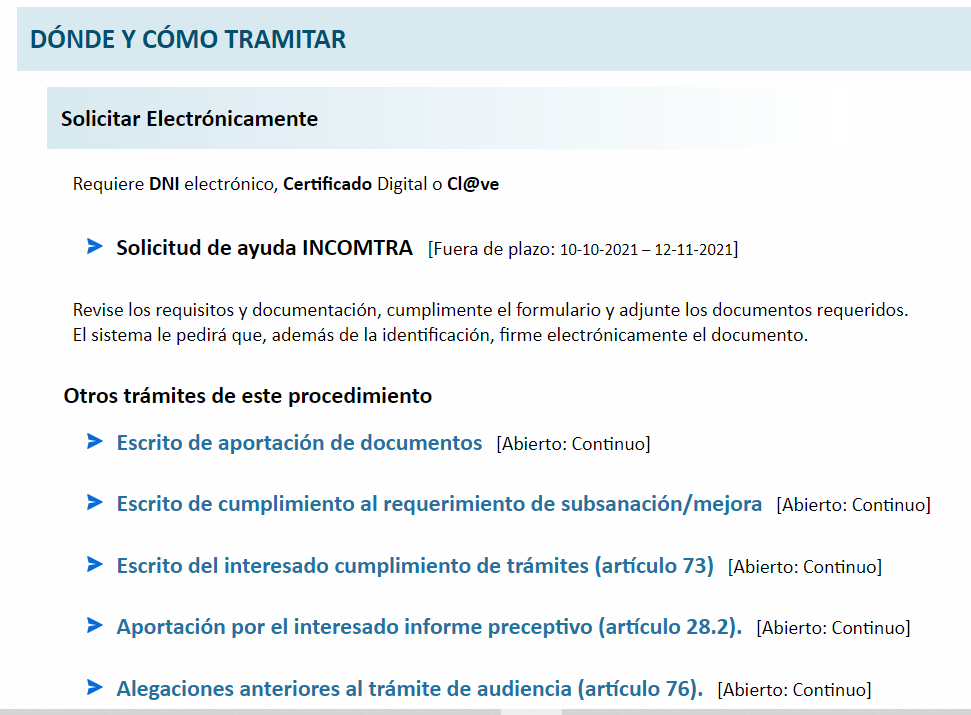 DÓNDE Y CÓMO TRAMITAR
Solicitar Electrónicamente
Requiere DNI electrónico, Certificado Digital o Cl@ve
Solicitud de ayuda INCOMTRA [Fuera de plazo: 10-10-2021 – 12-11-2021]
Revise los requisitos y documentación, cumplimente el formulario y adjunte los documentos requeridos.
El sistema le pedirá que, además de la identificación, firme electrónicamente el documento.
Otros trámites de este procedimiento
Escrito de aportación de documentos [Abierto: Continuo]
Escrito de cumplimiento al requerimiento de subsanación/mejora [Abierto: Continuo]
Escrito del interesado cumplimiento de trámites (artículo 73) [Abierto: Continuo]
Aportación por el interesado informe preceptivo (artículo 28.2). [Abierto: Continuo]
Alegaciones anteriores al trámite de audiencia (artículo 76). [Abierto: Continuo]